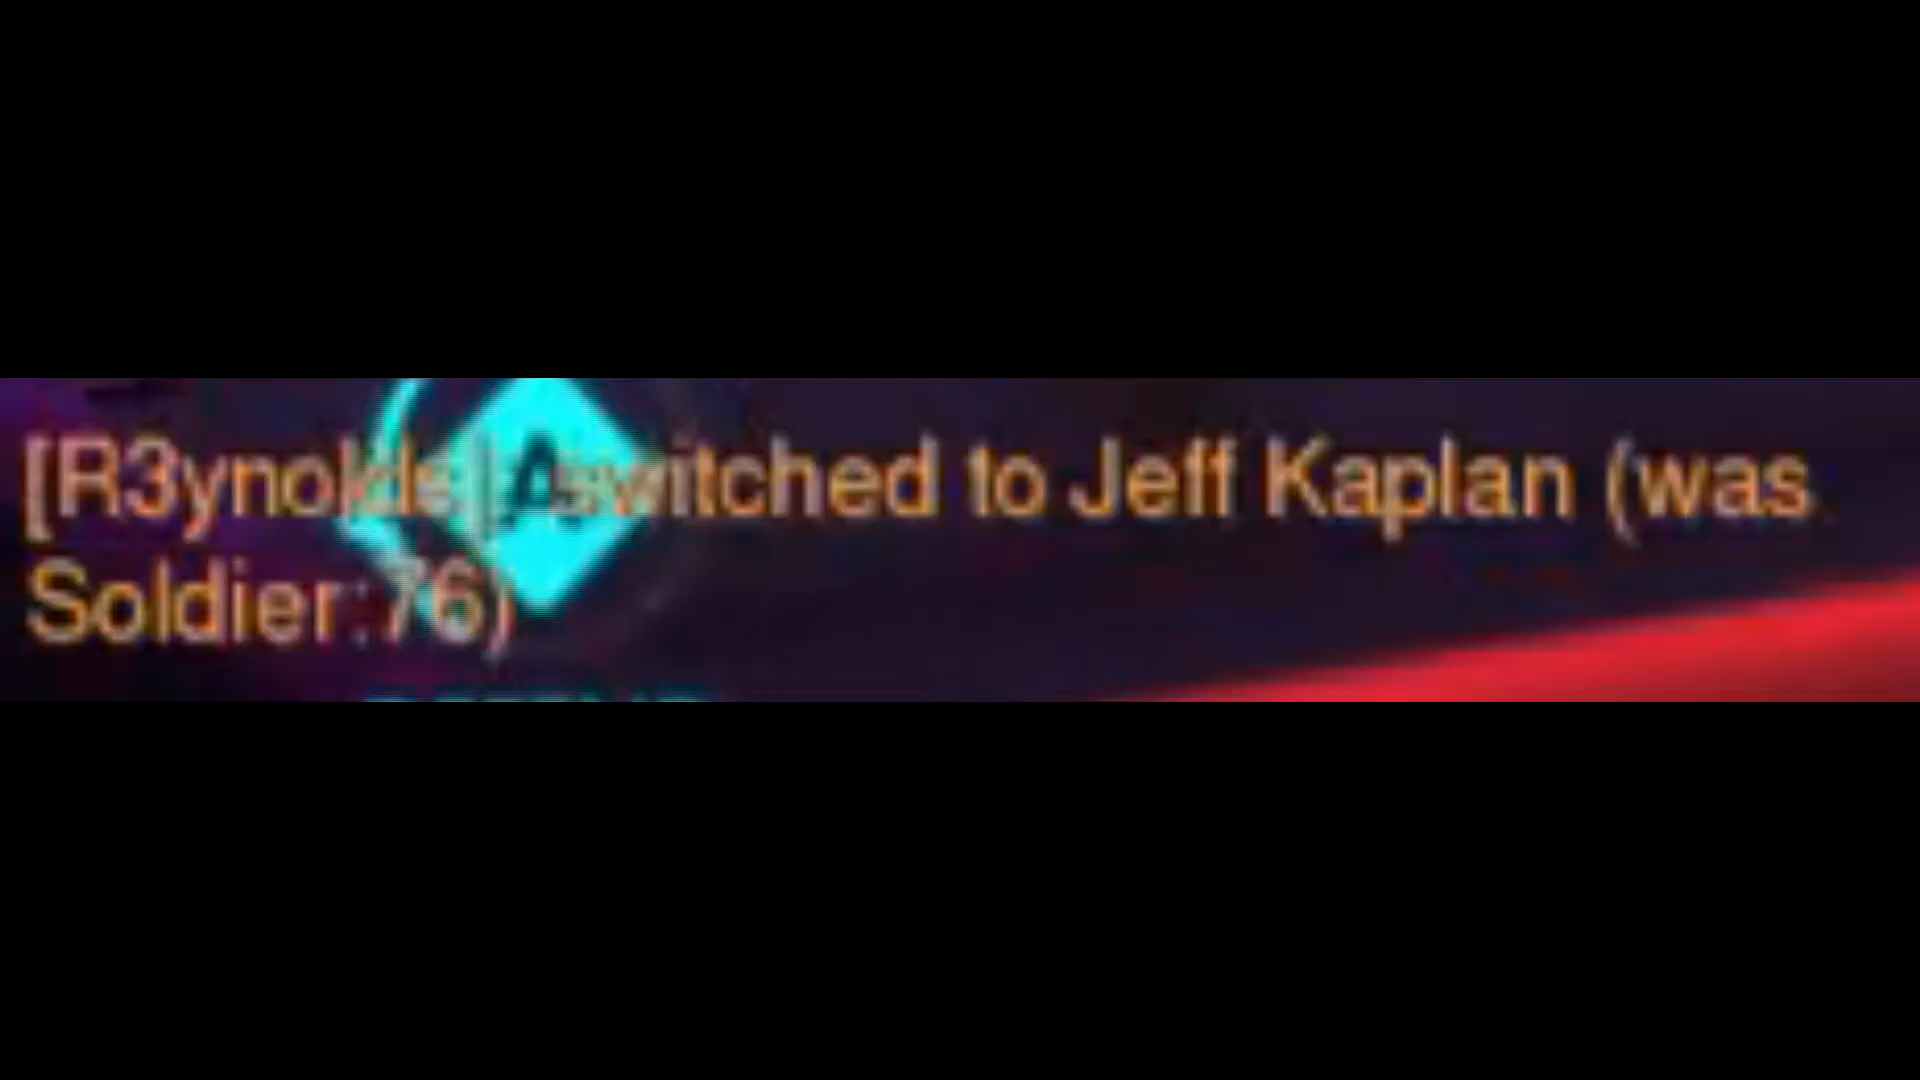 [R3ynolds]: switched to Jeff Kaplan (was
Soldier:76)
A